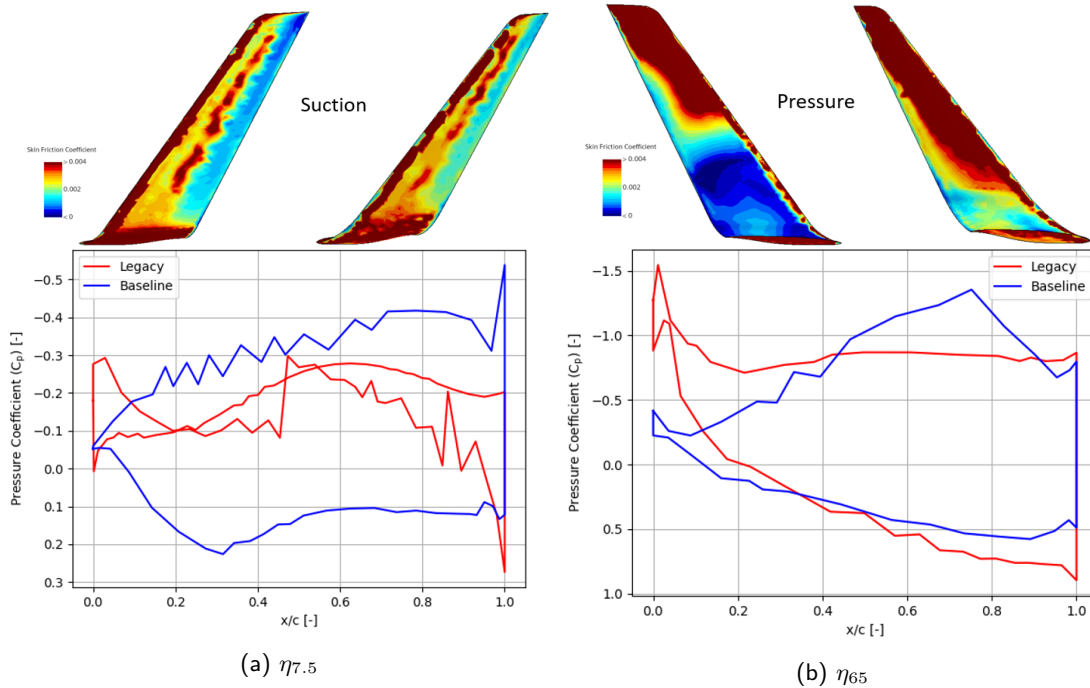 Suction
Pressure
Skin Friction Coefficient
> 0.004
0.002
< 0
Skin Friction Coefficient
> 0.004
0.002
< 0
Legacy
Baseline
Pressure Coefficient (Cp) [-]
−0.5
−0.4
−0.3
−0.2
−0.1
0.0
0.1
0.2
0.3
0.0 0.2 0.4 0.6 0.8 1.0
x/c [-]
(a) η7.5
Legacy
Baseline
Pressure Coefficient (Cp) [-]
−1.5
−1.0
−0.5
0.0
0.5
1.0
0.0 0.2 0.4 0.6 0.8 1.0
x/c [-]
(b) η65